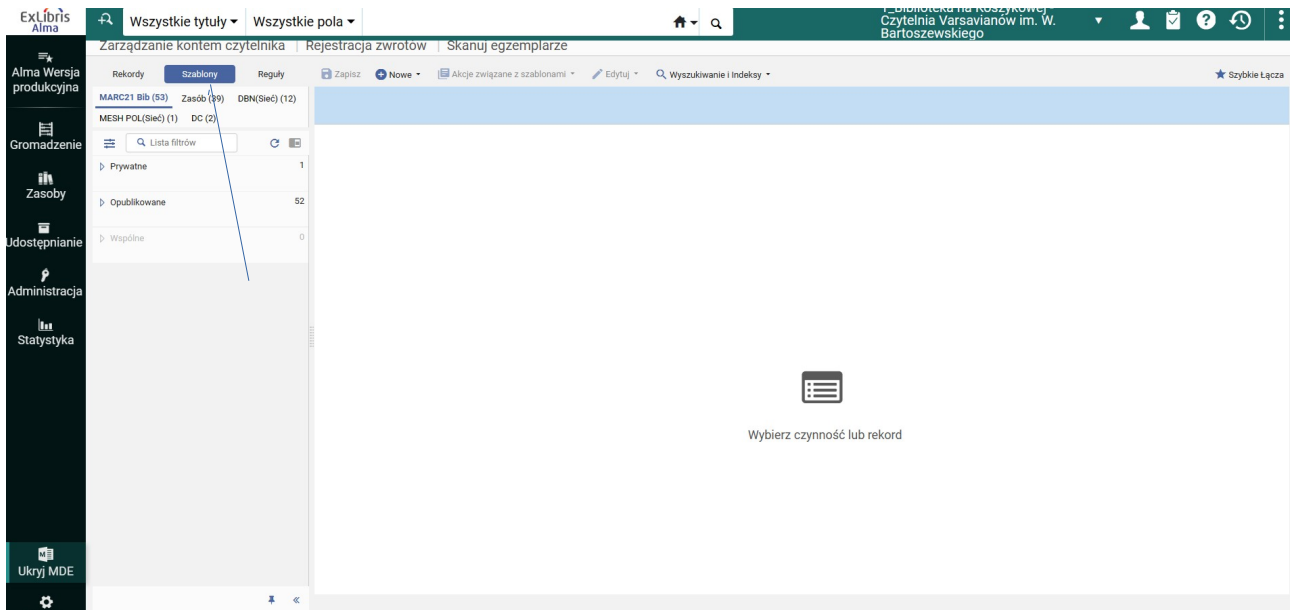 ExLibris
Alma
Wszystkie tytuły
Wszystkie pola
1_Biblioteka na Koszykowej -
Czytelnia Varsavianów im. W.
Bartoszewskiego
Zarządzanie kontem czytelnika | Rejestracja zwrotów | Skanuj egzemplarze
Alma Wersja
produkcyjna
Gromadzenie
Zasoby
Udostępnianie
Administracja
Statystyka
Ukryj MDE
Rekordy
Szablony
Reguły
Zapisz
Nowe
Akcje związane z szablonami
Edytuj
Wyszukiwanie i Indeksy
Szybkie Łącza
MARC21 Bib (53) Zasób (39) DBN(Sieć) (12)
MESH POL(Sieć) (1) DC (2)
Lista filtrów
Prywatne 1
Opublikowane 52
Wspólne 0
Wybierz czynność lub rekord